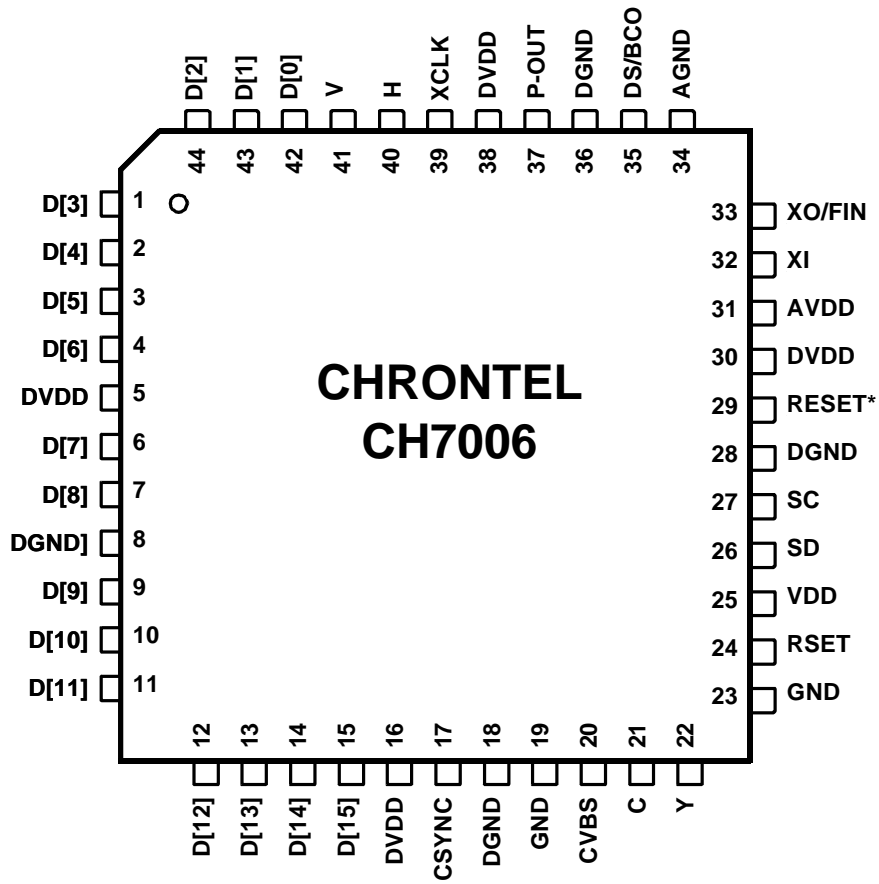 D[2] D[1] D[0] V H XCLK DVDD P-OUT DGND DS/BCO AGND
44 43 42 41 40 39 38 37 36 35 34
D[3] 1
D[4] 2
D[5] 3
D[6] 4
DVDD 5
D[7] 6
D[8] 7
DGND] 8
D[9] 9
D[10] 10
D[11] 11
CHRONTEL
CH7006
33 XO/FIN
32 XI
31 AVDD
30 DVDD
29 RESET*
28 DGND
27 SC
26 SD
25 VDD
24 RSET
23 GND
12 13 14 15 16 17 18 19 20 21 22
D[12] D[13] D[14] D[15] DVDD CSYNC DGND GND CVBS C Y